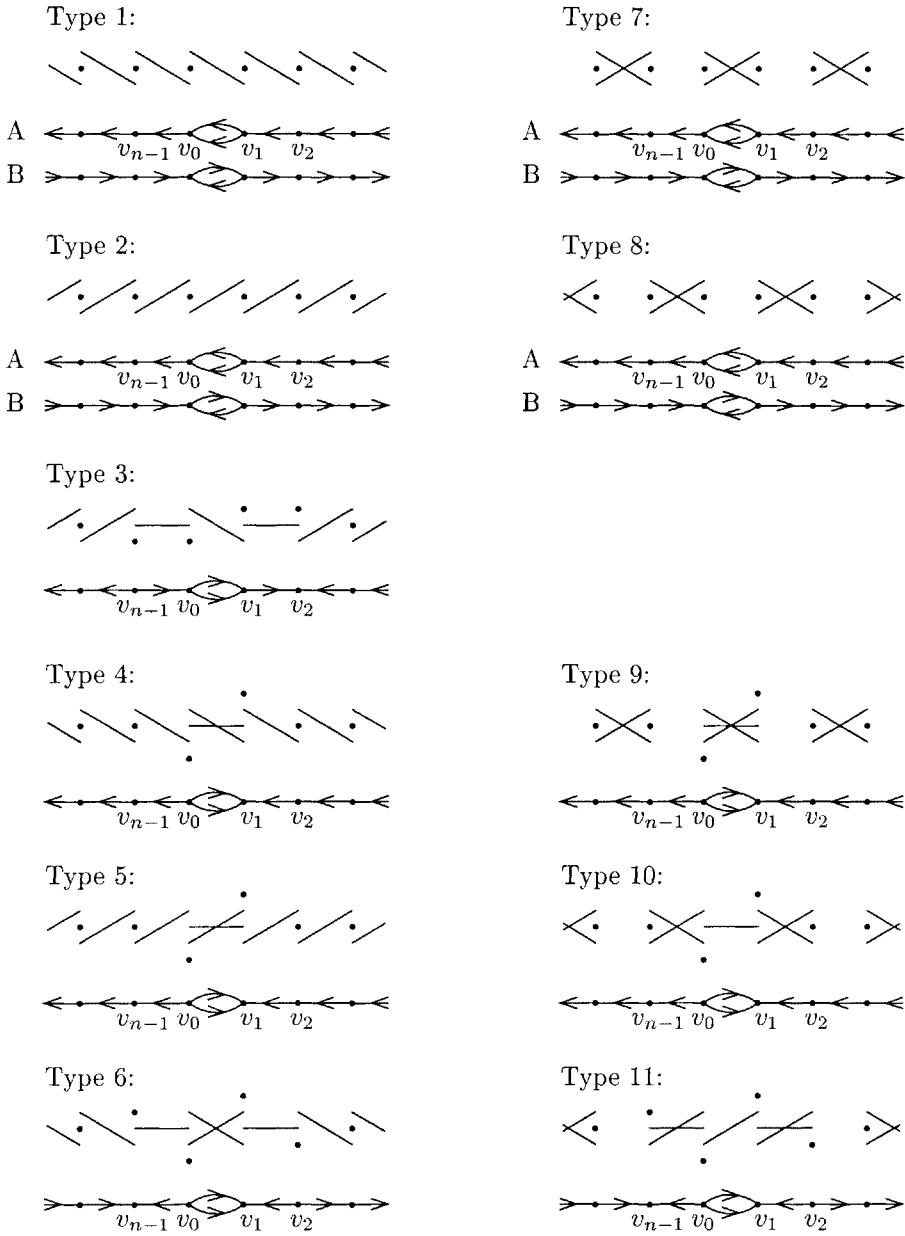 Type 1:
A
v_{n-1} v_0 v_1 v_2
B
Type 2:
A
v_{n-1} v_0 v_1 v_2
B
Type 3:
v_{n-1} v_0 v_1 v_2
Type 4:
v_{n-1} v_0 v_1 v_2
Type 5:
v_{n-1} v_0 v_1 v_2
Type 6:
v_{n-1} v_0 v_1 v_2
Type 7:
A
v_{n-1} v_0 v_1 v_2
B
Type 8:
A
v_{n-1} v_0 v_1 v_2
B
Type 9:
v_{n-1} v_0 v_1 v_2
Type 10:
v_{n-1} v_0 v_1 v_2
Type 11:
v_{n-1} v_0 v_1 v_2